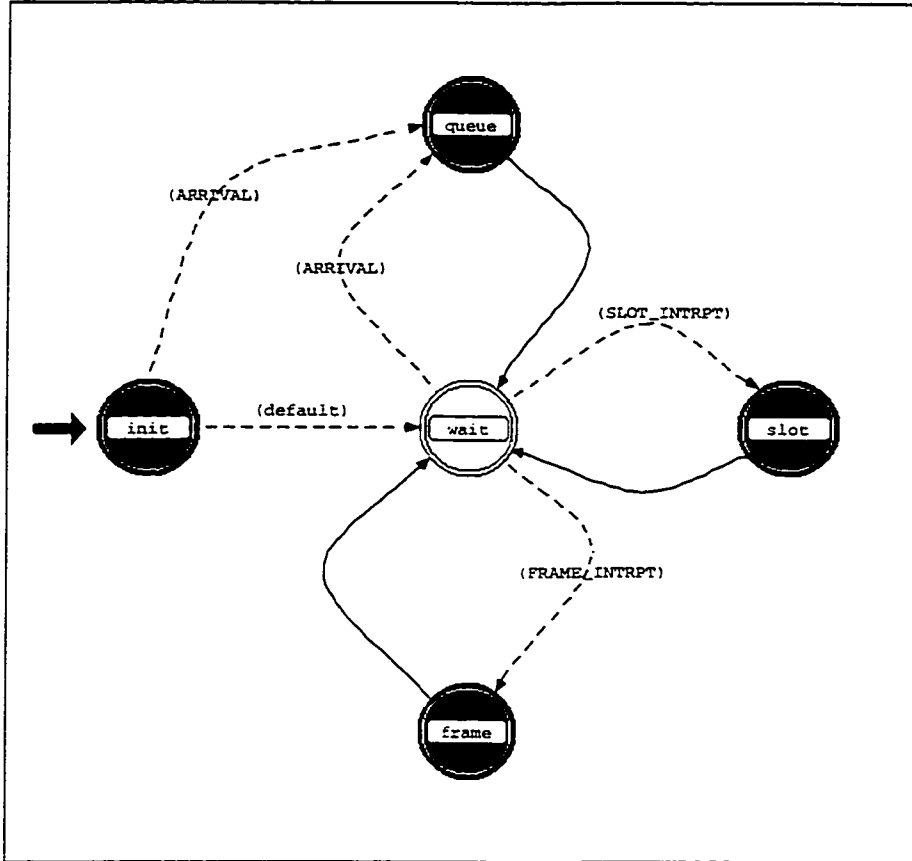 queue
(ARRIVAL)
(ARRIVAL)
(SLOT_INTRPT)
(default)
init
wait
slot
(FRAME_INTRPT)
frame